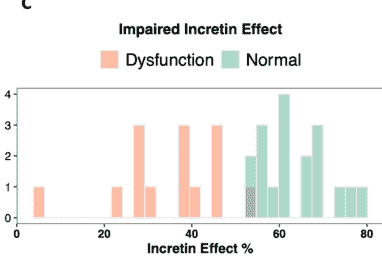 C
Impaired Incretin Effect
Dysfunction Normal
4
3
2
1
0
0 20 40 60 80
Incretin Effect %